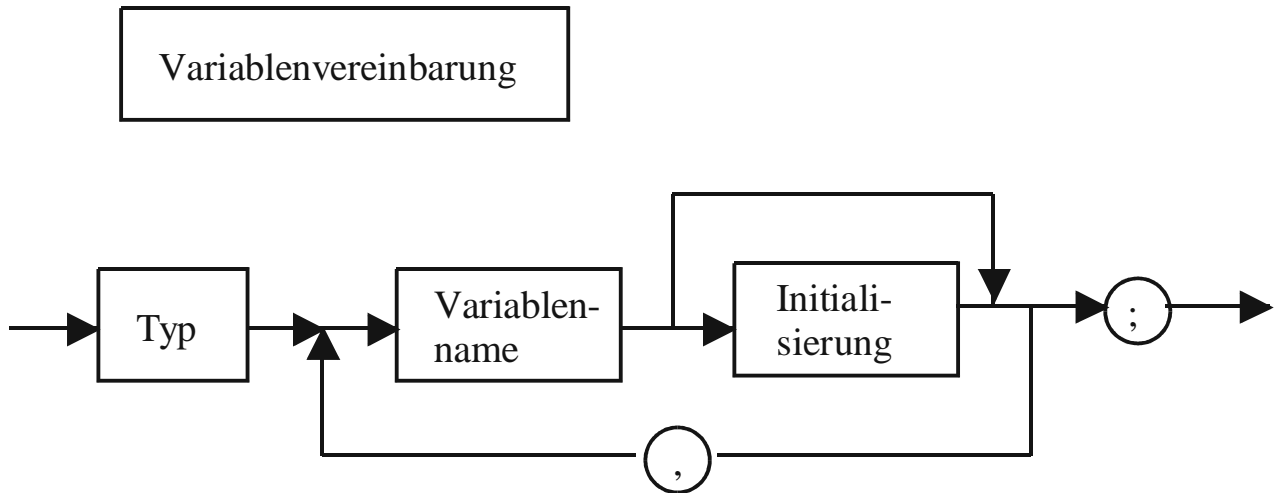 Variablenvereinbarung
Typ
Variablen-
name
Initiali-
sierung
;
,